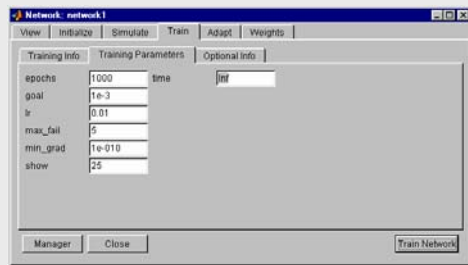 Network: network1
View Initialize Simulate Train Adapt Weights
Training Info Training Parameters Optional Info
epochs 1000 time Inf
goal 1e-3
lr 0.01
max_fail 5
min_grad 1e-010
show 25
Manager Close Train Network